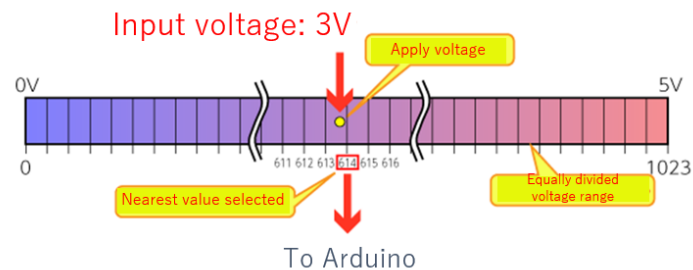 Input voltage: 3V
Apply voltage
0V
5V
611 612 613 614 615 616
0
1023
Nearest value selected
Equally divided
voltage range
To Arduino